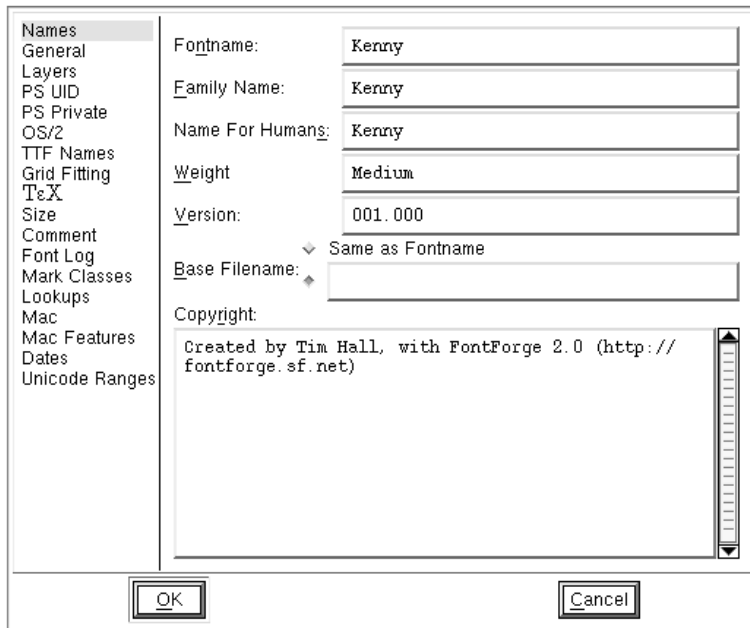 Names
General
Layers
PS UID
PS Private
OS/2
TTF Names
Grid Fitting
TεX
Size
Comment
Font Log
Mark Classes
Lookups
Mac
Mac Features
Dates
Unicode Ranges
Fontname: Kenny
Family Name: Kenny
Name For Humans: Kenny
Weight Medium
Version: 001.000
Same as Fontname
Base Filename:
Copyright:
Created by Tim Hall, with FontForge 2.0 (http://
fontforge.sf.net)
OK Cancel